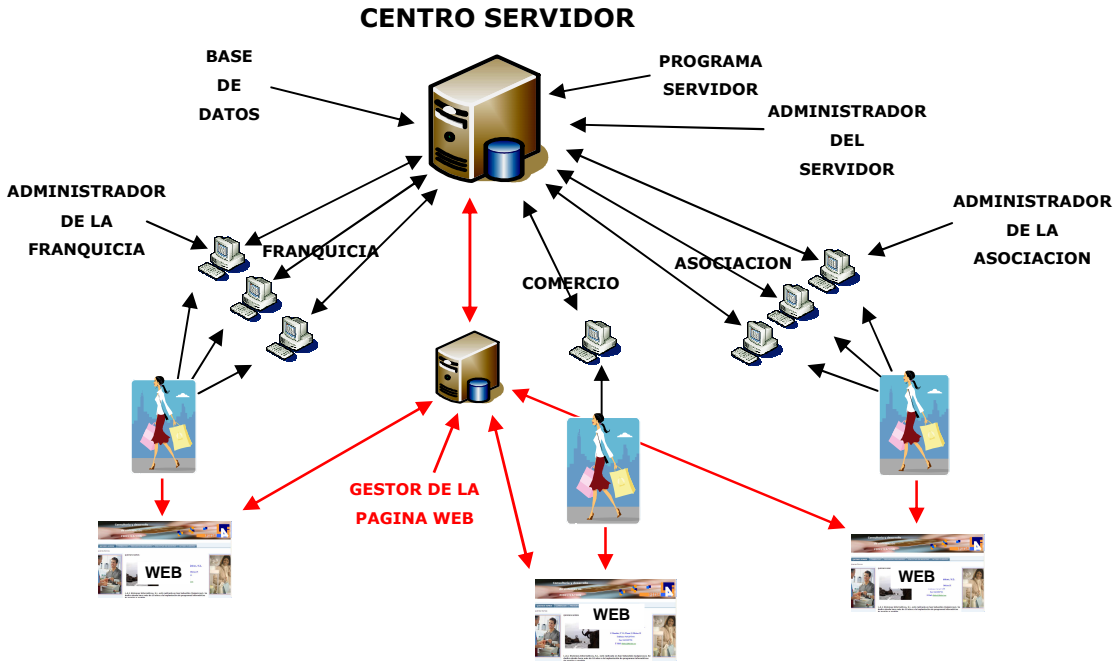 CENTRO SERVIDOR
BASE
DE
DATOS
PROGRAMA
SERVIDOR
ADMINISTRADOR
DEL
SERVIDOR
ADMINISTRADOR
DE LA
FRANQUICIA
FRANQUICIA
COMERCIO
ASOCIACION
ADMINISTRADOR
DE LA
ASOCIACION
GESTOR DE LA
PAGINA WEB
WEB
WEB
WEB